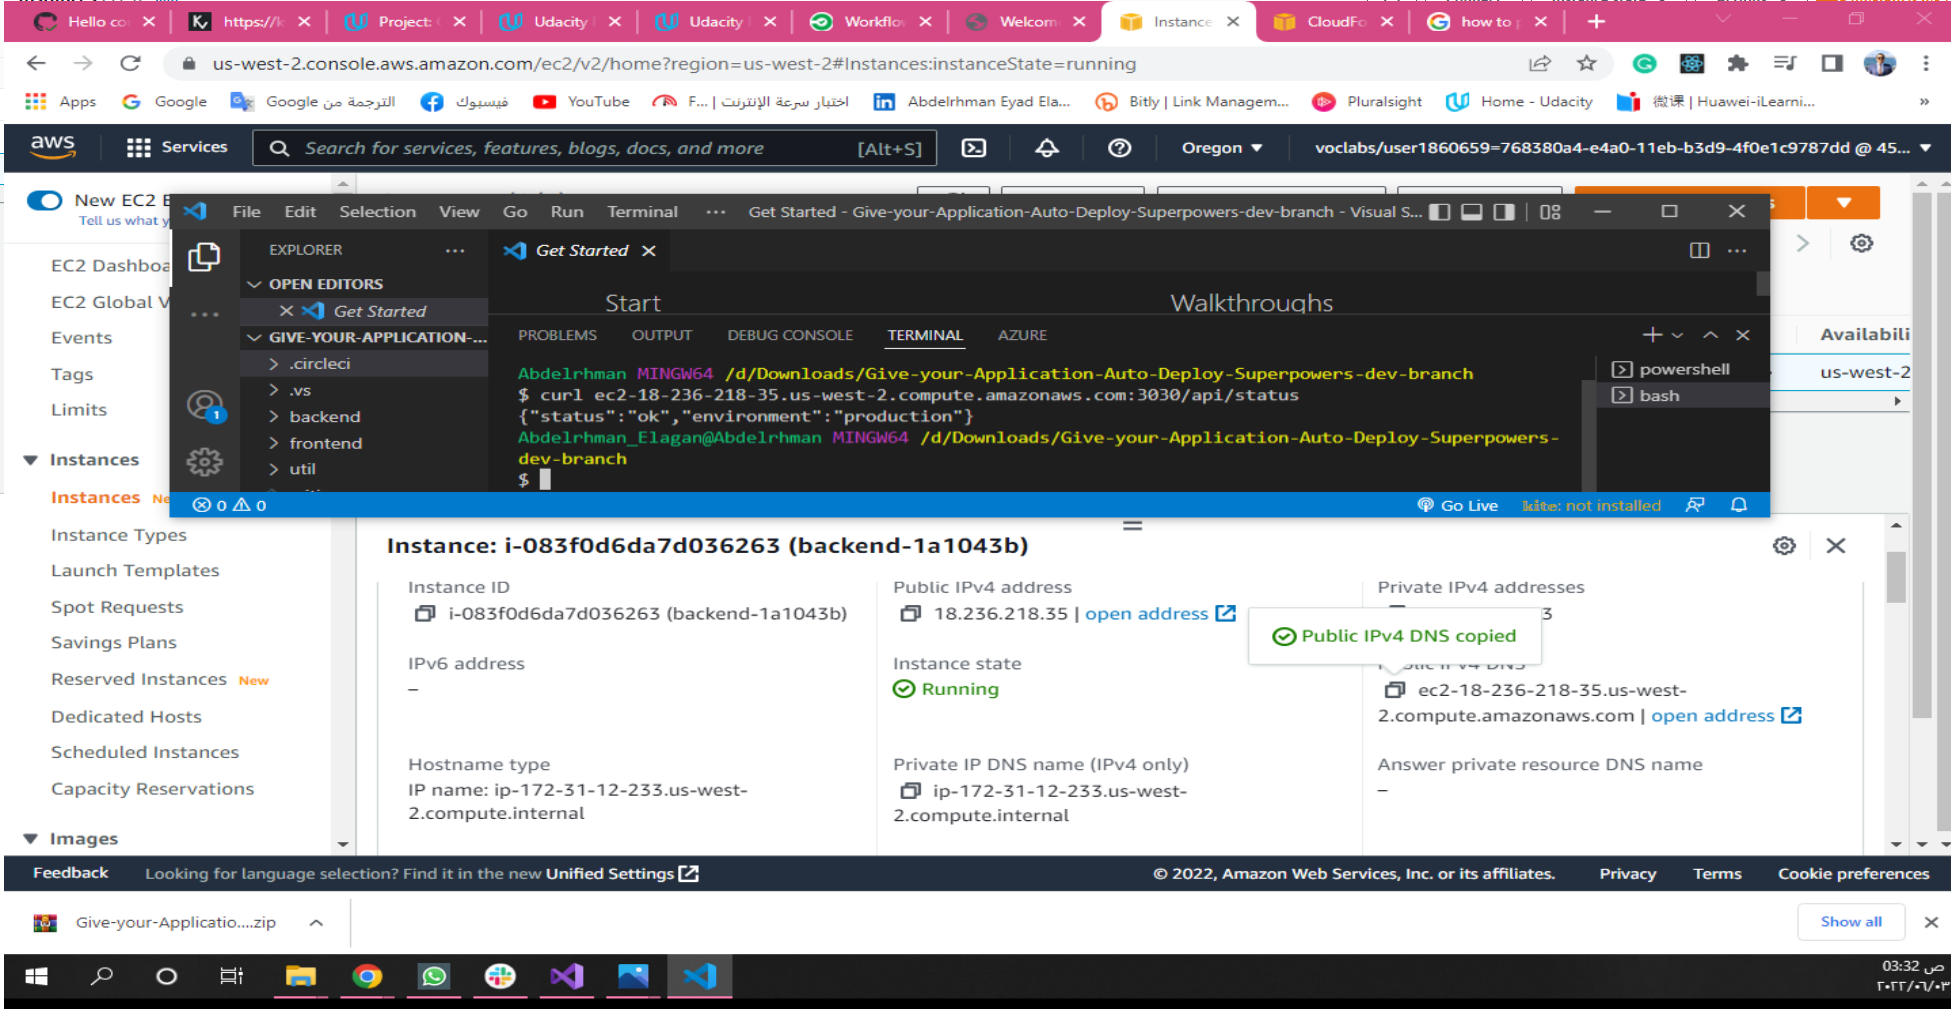 Hello co
https://k
Project: (
Udacity
Udacity
Workflo
Welcom
Instance
CloudFo
how to p
us-west-2.console.aws.amazon.com/ec2/v2/home?region=us-west-2#Instances:instanceState=running
Apps
Google
الترجمة من Google
فيسبوك
YouTube
اختبار سرعة الإنترنت | ...F
Abdelrhman Eyad Ela...
Bitly | Link Managem...
Pluralsight
Home - Udacity
微课 | Huawei-iLearni...
»
aws
Services
Search for services, features, blogs, docs, and more
[Alt+S]
Oregon
voclabs/user1860659=768380a4-e4a0-11eb-b3d9-4f0e1c9787dd @ 45...
New EC2 E
Tell us what y
EC2 Dashboa
EC2 Global V
Events
Tags
Limits
Instances
Instances Ne
Instance Types
Launch Templates
Spot Requests
Savings Plans
Reserved Instances New
Dedicated Hosts
Scheduled Instances
Capacity Reservations
Images
File Edit Selection View Go Run Terminal ··· Get Started - Give-your-Application-Auto-Deploy-Superpowers-dev-branch - Visual S...
EXPLORER
Get Started
OPEN EDITORS
Get Started
GIVE-YOUR-APPLICATION-...
.circleci
.vs
backend
frontend
util
1
Start
Walkthroughs
PROBLEMS OUTPUT DEBUG CONSOLE TERMINAL AZURE
Abdelrhman MINGW64 /d/Downloads/Give-your-Application-Auto-Deploy-Superpowers-dev-branch
$ curl ec2-18-236-218-35.us-west-2.compute.amazonaws.com:3030/api/status
{"status":"ok","environment":"production"}
Abdelrhman_Elagan@Abdelrhman MINGW64 /d/Downloads/Give-your-Application-Auto-Deploy-Superpowers-
dev-branch
$
powershell
bash
0 0
Go Live
kite: not installed
Availabili
us-west-2
Instance: i-083f0d6da7d036263 (backend-1a1043b)
Instance ID
i-083f0d6da7d036263 (backend-1a1043b)
Public IPv4 address
18.236.218.35 | open address
Private IPv4 addresses
3
Public IPv4 DNS copied
IPv6 address
–
Instance state
Running
Public IPv4 DNS
ec2-18-236-218-35.us-west-
2.compute.amazonaws.com | open address
Hostname type
IP name: ip-172-31-12-233.us-west-
2.compute.internal
Private IP DNS name (IPv4 only)
ip-172-31-12-233.us-west-
2.compute.internal
Answer private resource DNS name
–
Feedback
Looking for language selection? Find it in the new Unified Settings
© 2022, Amazon Web Services, Inc. or its affiliates.
Privacy
Terms
Cookie preferences
Give-your-Applicatio....zip
Show all
03:32 ص
٢٠٢٢/٠٦/٠٣